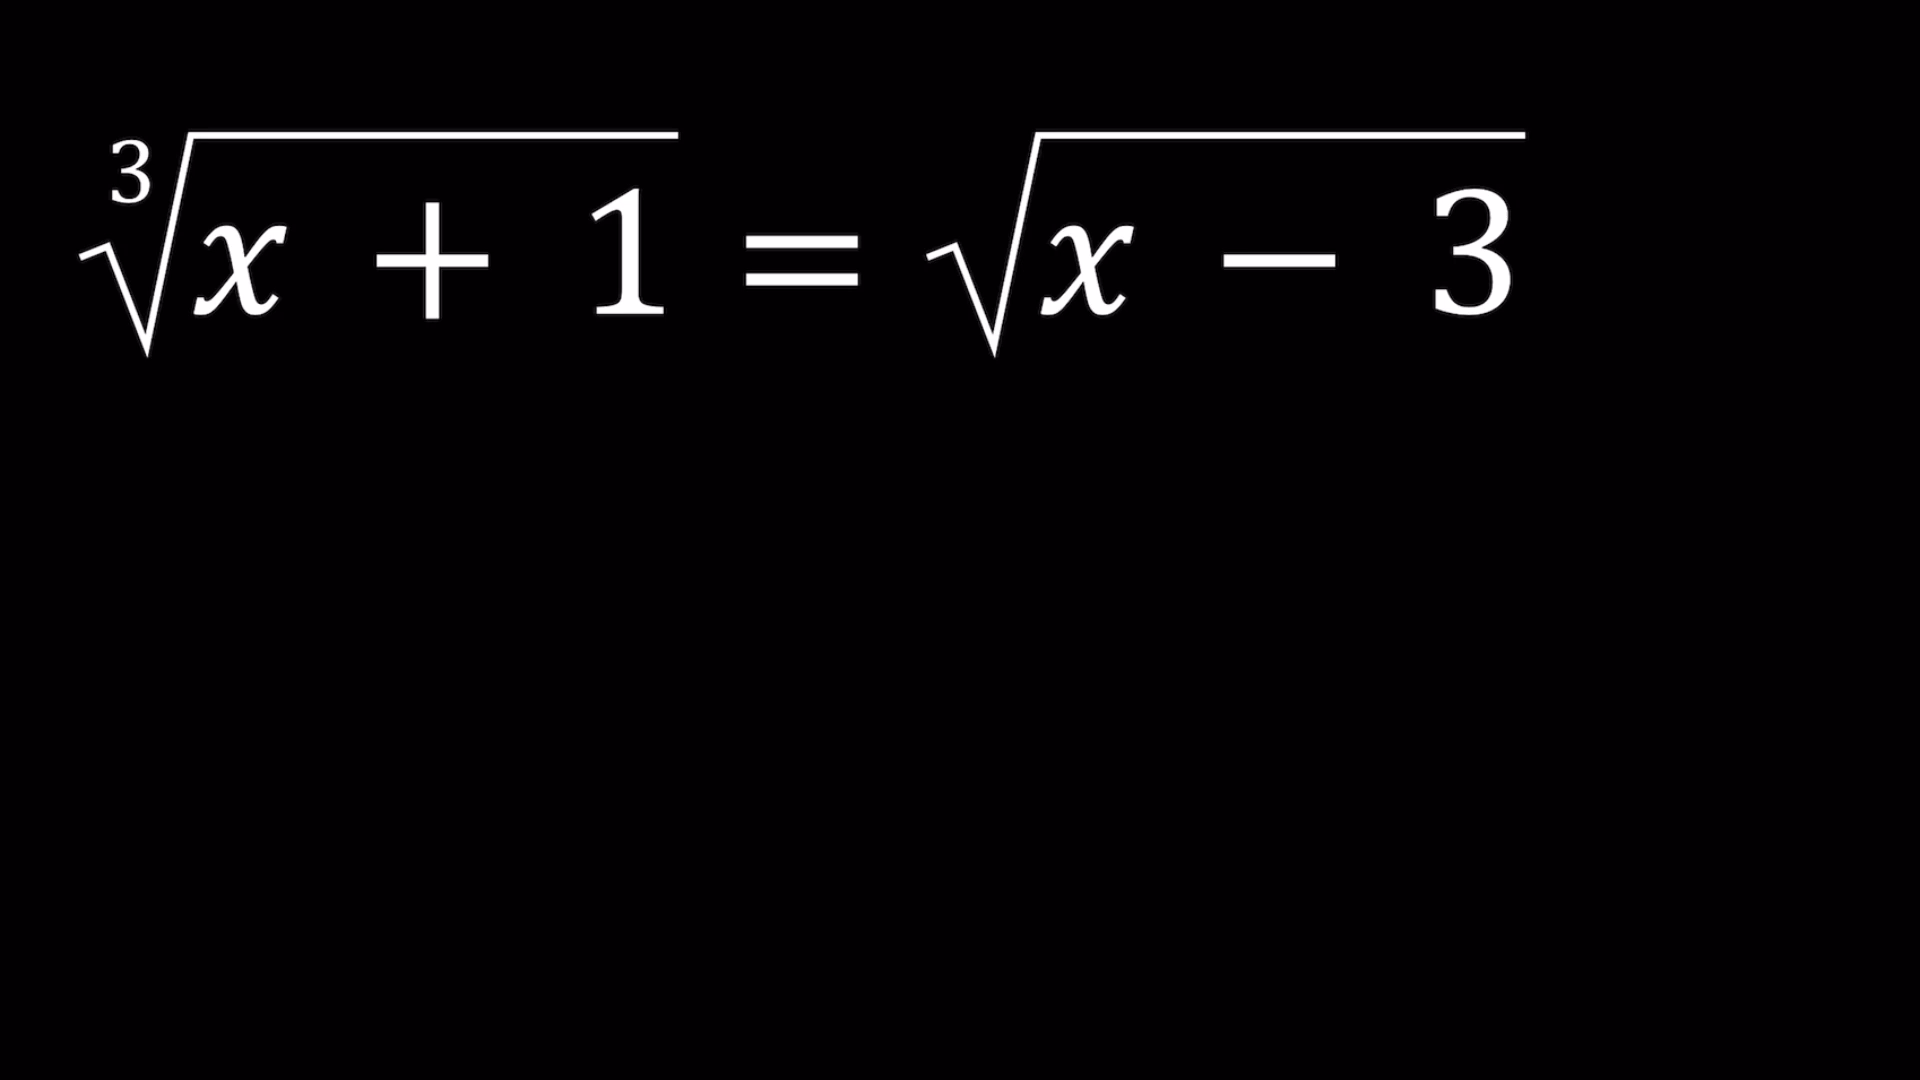 ∛(x + 1) = √(x − 3)